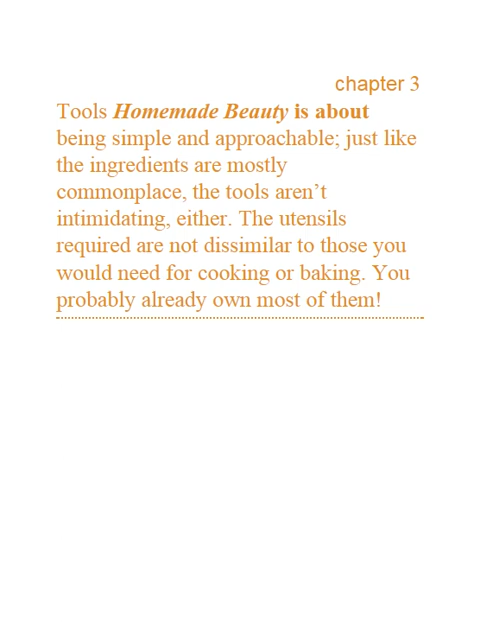 chapter 3
Tools Homemade Beauty is about
being simple and approachable; just like
the ingredients are mostly
commonplace, the tools aren’t
intimidating, either. The utensils
required are not dissimilar to those you
would need for cooking or baking. You
probably already own most of them!